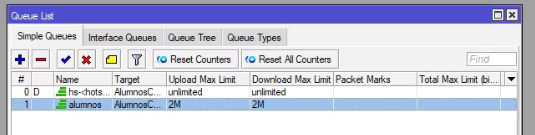 Queue List
Simple Queues Interface Queues Queue Tree Queue Types
Reset Counters Reset All Counters Find
# Name Target Upload Max Limit Download Max Limit Packet Marks Total Max Limit (bi...
0 D hs-<hots... AlumnosC... unlimited unlimited
1 alumnos AlumnosC... 2M 2M